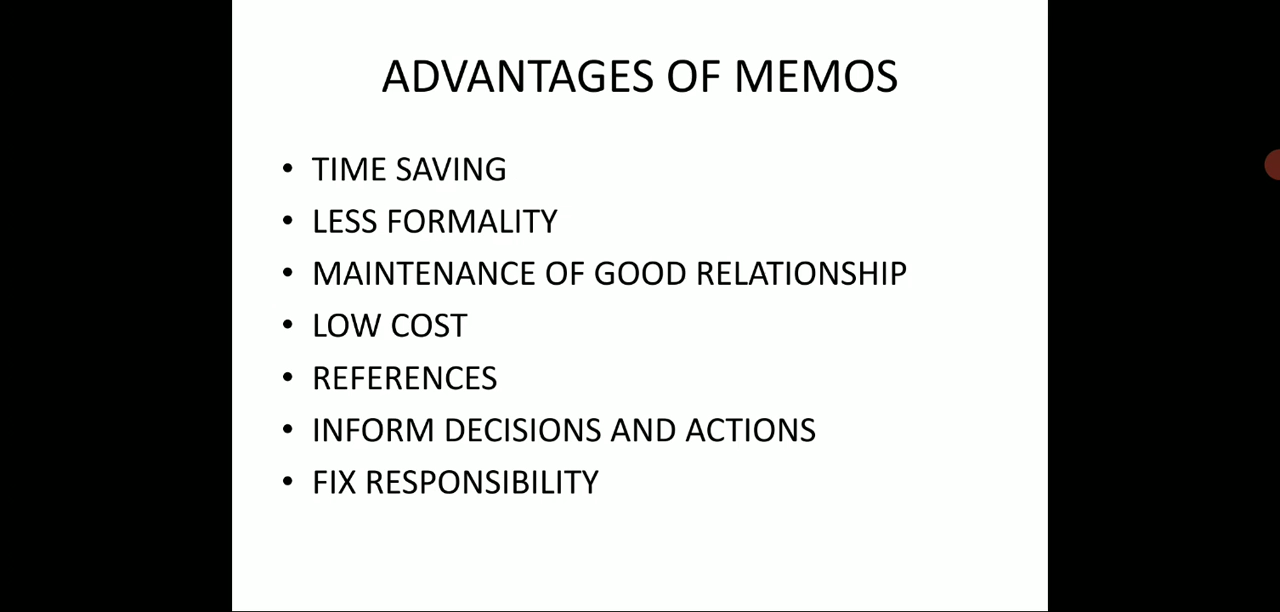 ADVANTAGES OF MEMOS
• TIME SAVING
• LESS FORMALITY
• MAINTENANCE OF GOOD RELATIONSHIP
• LOW COST
• REFERENCES
• INFORM DECISIONS AND ACTIONS
• FIX RESPONSIBILITY